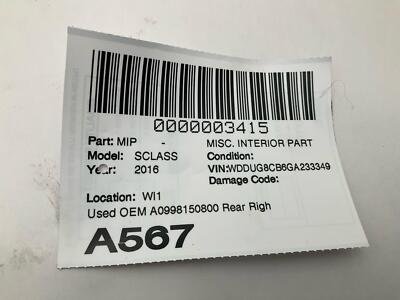 0000003415
Part: MIP - MISC. INTERIOR PART
Model: SCLASS Condition:
Year: 2016 VIN:WDDUG8CB6GA233349
Damage Code:
Location: WI1
Used OEM A0998150800 Rear Righ
A567